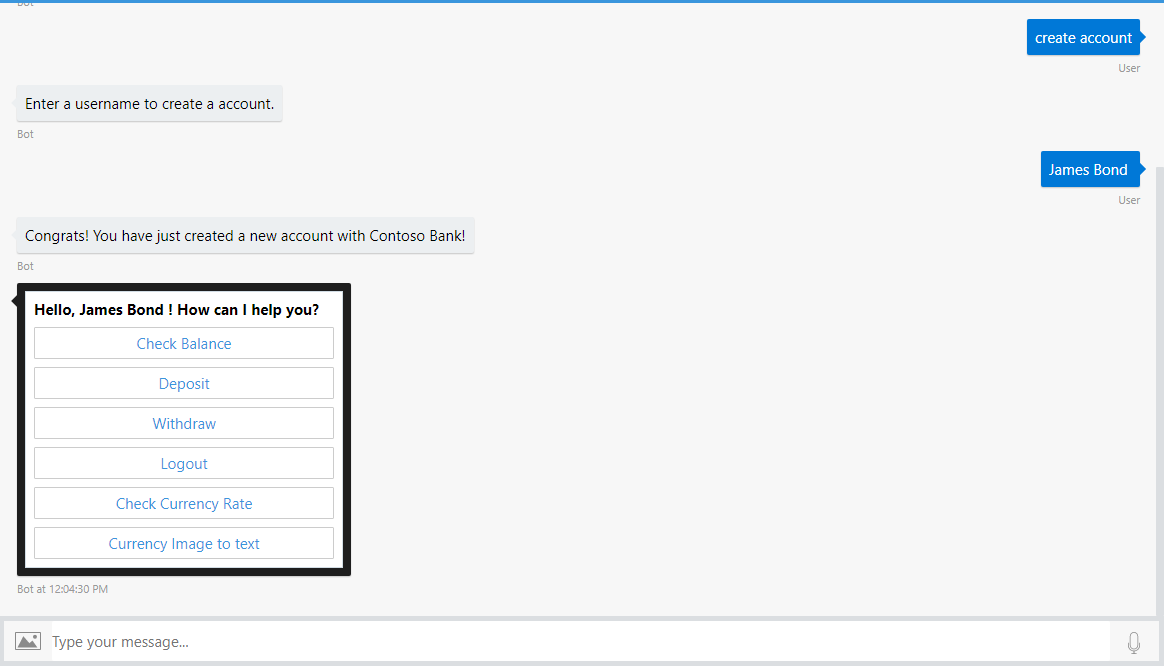 Bot
create account
User
Enter a username to create a account.
Bot
James Bond
User
Congrats! You have just created a new account with Contoso Bank!
Bot
Hello, James Bond ! How can I help you?
Check Balance
Deposit
Withdraw
Logout
Check Currency Rate
Currency Image to text
Bot at 12:04:30 PM
Type your message...